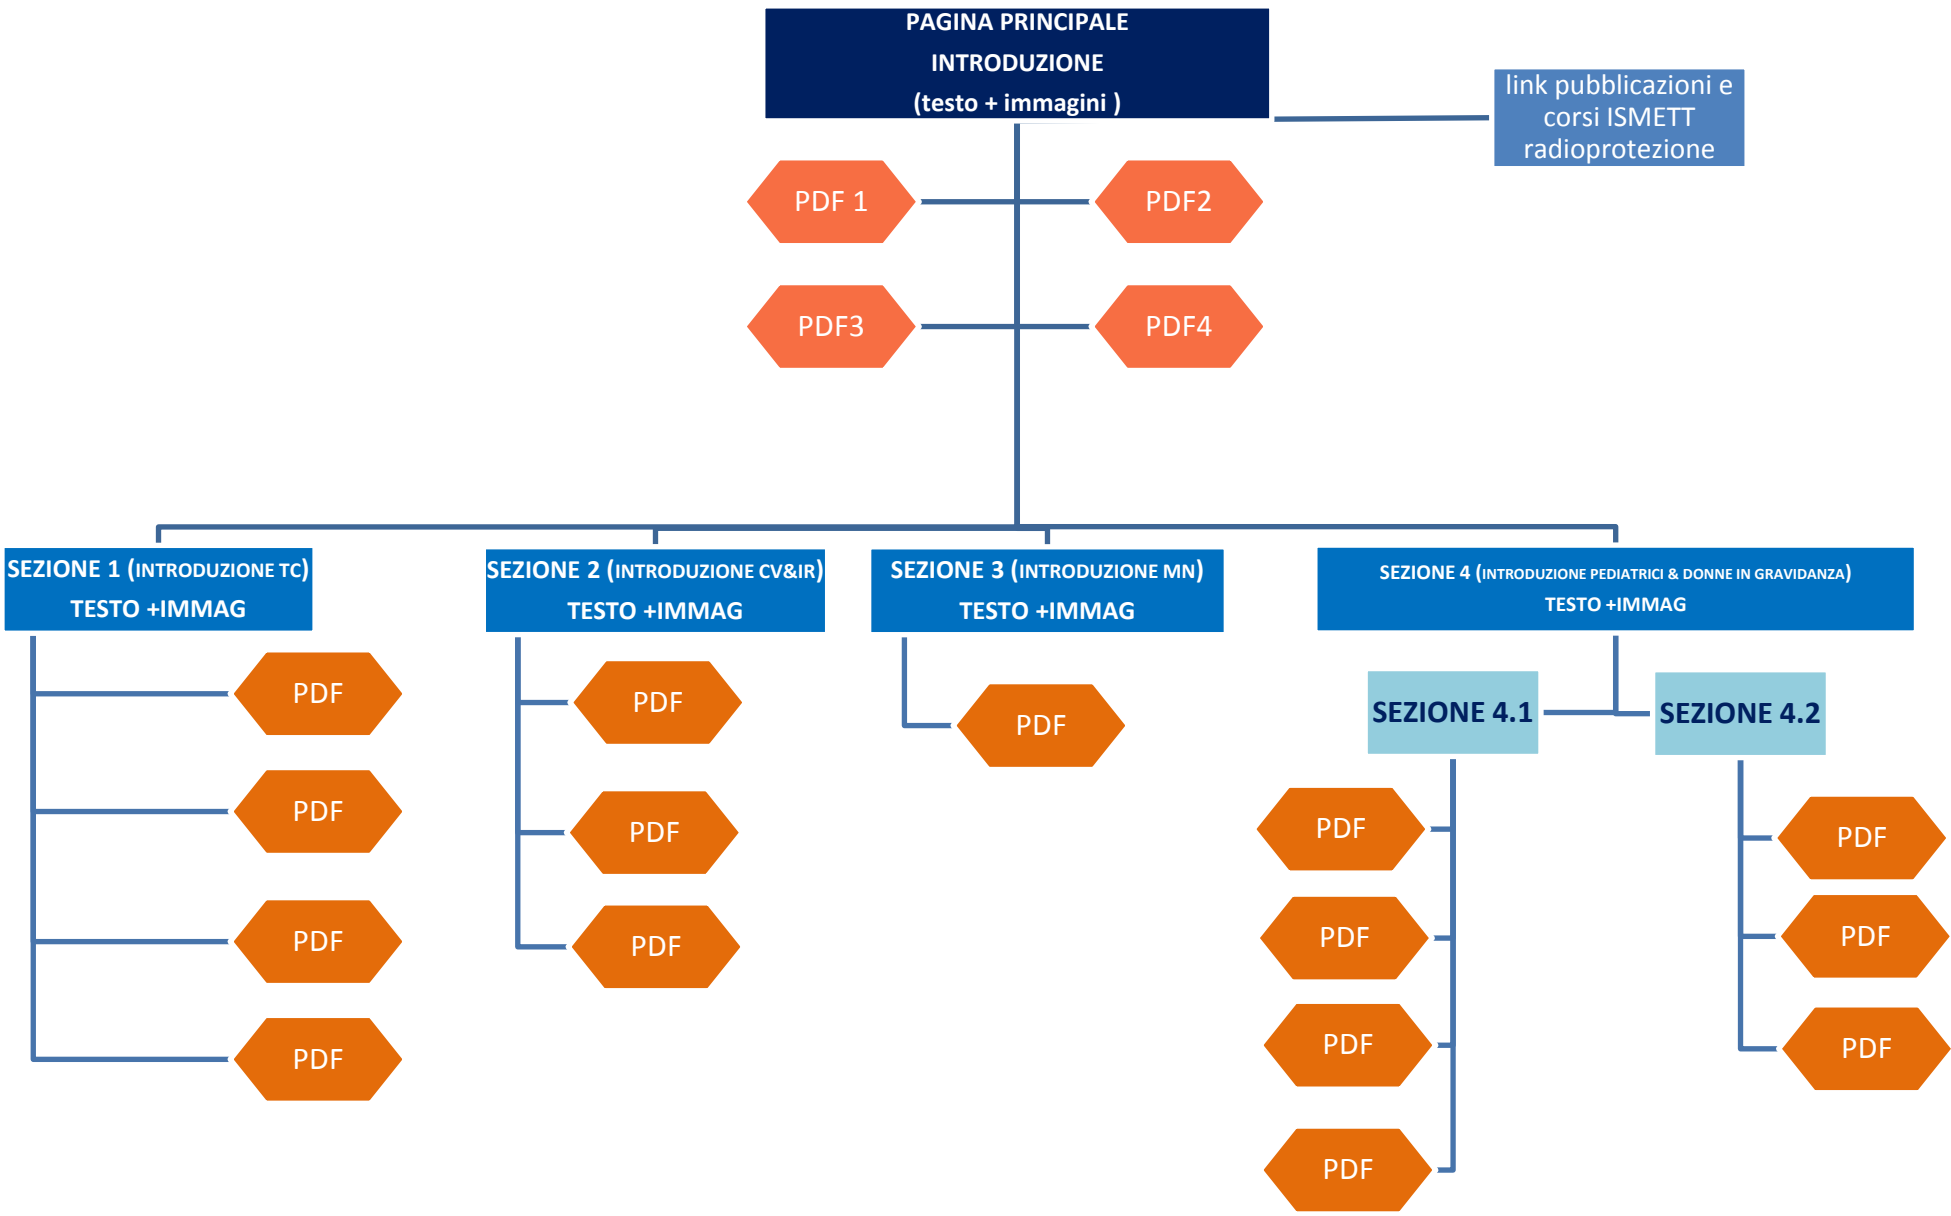 PAGINA PRINCIPALE
INTRODUZIONE
(testo + immagini )
link pubblicazioni e
corsi ISMETT
radioprotezione
PDF 1
PDF2
PDF3
PDF4
SEZIONE 1 (INTRODUZIONE TC)
TESTO +IMMAG
SEZIONE 2 (INTRODUZIONE CV&IR)
TESTO +IMMAG
SEZIONE 3 (INTRODUZIONE MN)
TESTO +IMMAG
SEZIONE 4 (INTRODUZIONE PEDIATRICI & DONNE IN GRAVIDANZA)
TESTO +IMMAG
PDF
PDF
PDF
PDF
PDF
PDF
PDF
PDF
SEZIONE 4.1
SEZIONE 4.2
PDF
PDF
PDF
PDF
PDF
PDF
PDF